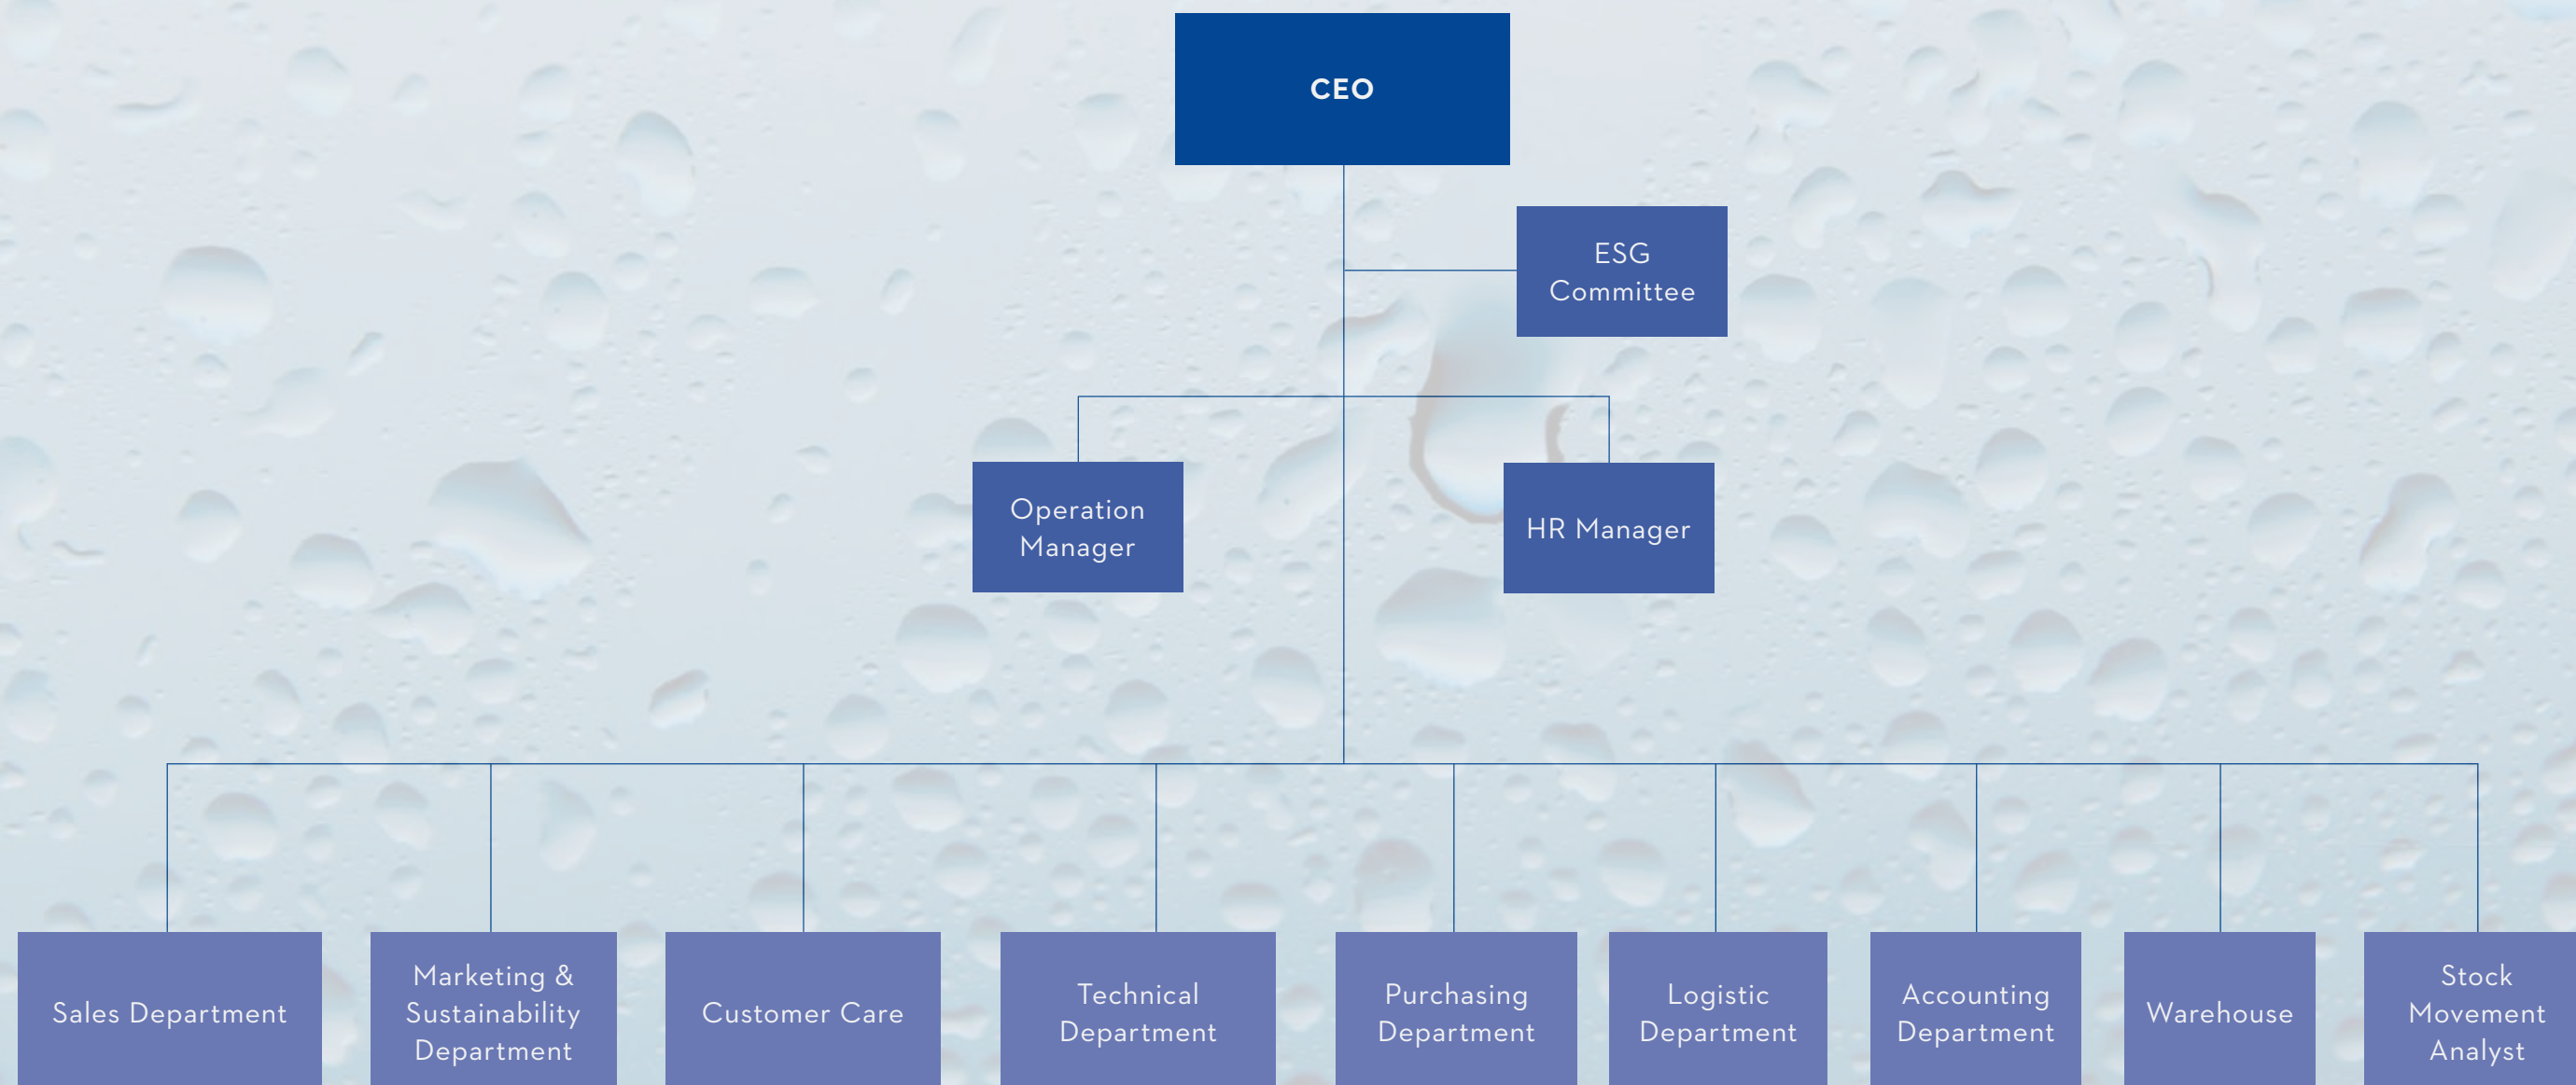 CEO
ESG
Committee
Operation
Manager
HR Manager
Sales Department
Marketing &
Sustainability
Department
Customer Care
Technical
Department
Purchasing
Department
Logistic
Department
Accounting
Department
Warehouse
Stock
Movement
Analyst